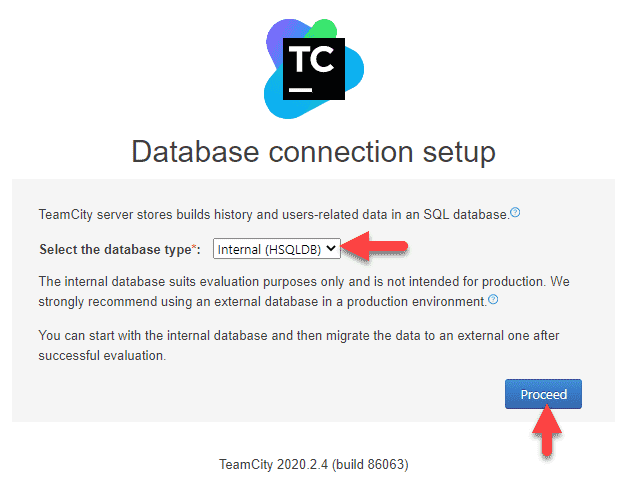 TC
Database connection setup
TeamCity server stores builds history and users-related data in an SQL database.?
Select the database type*: Internal (HSQLDB)
The internal database suits evaluation purposes only and is not intended for production. We
strongly recommend using an external database in a production environment.?
You can start with the internal database and then migrate the data to an external one after
successful evaluation.
Proceed
TeamCity 2020.2.4 (build 86063)